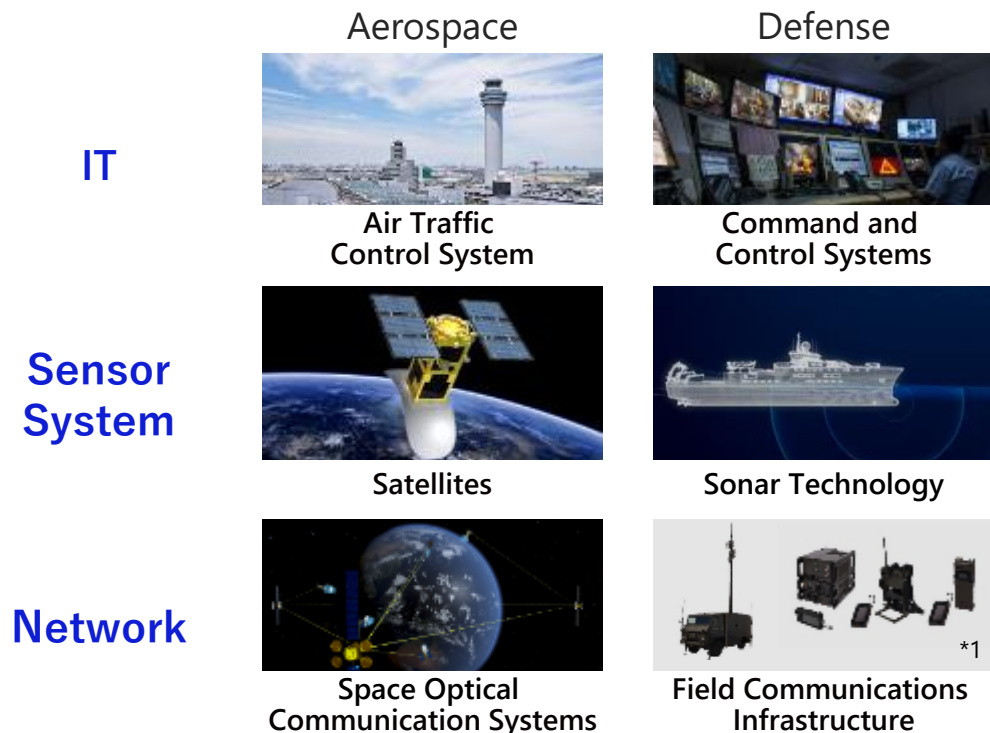 Aerospace
Defense
IT
Air Traffic
Control System
Command and
Control Systems
Sensor
System
Satellites
Sonar Technology
Network
*1
Space Optical
Communication Systems
Field Communications
Infrastructure